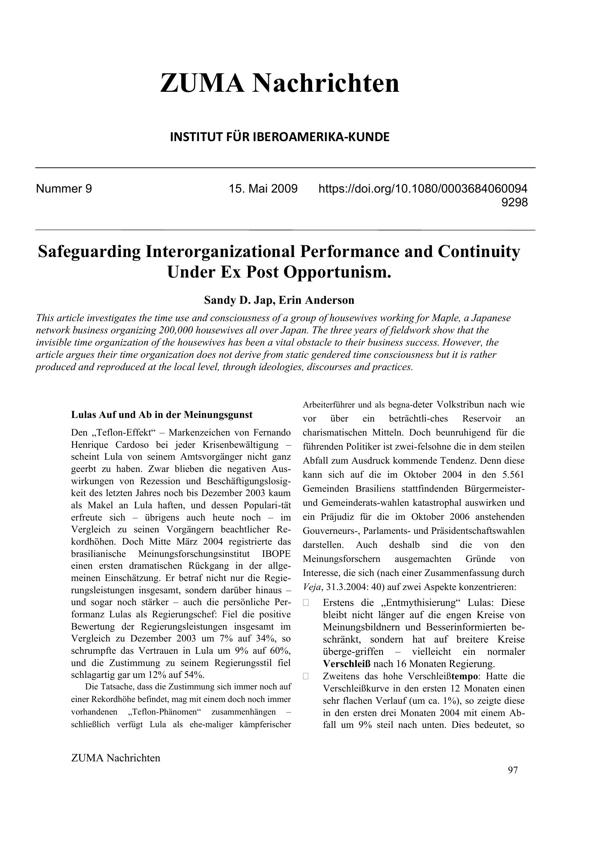 ZUMA Nachrichten
INSTITUT FÜR IBEROAMERIKA-KUNDE
Nummer 9 15. Mai 2009 https://doi.org/10.1080/0003684060094
9298
Safeguarding Interorganizational Performance and Continuity
Under Ex Post Opportunism.
Sandy D. Jap, Erin Anderson
This article investigates the time use and consciousness of a group of housewives working for Maple, a Japanese
network business organizing 200,000 housewives all over Japan. The three years of fieldwork show that the
invisible time organization of the housewives has been a vital obstacle to their business success. However, the
article argues their time organization does not derive from static gendered time consciousness but it is rather
produced and reproduced at the local level, through ideologies, discourses and practices.
Lulas Auf und Ab in der Meinungsgunst
Den „Teflon-Effekt“ – Markenzeichen von Fernando
Henrique Cardoso bei jeder Krisenbewältigung –
scheint Lula von seinem Amtsvorgänger nicht ganz
geerbt zu haben. Zwar blieben die negativen Aus-
wirkungen von Rezession und Beschäftigungslosig-
keit des letzten Jahres noch bis Dezember 2003 kaum
als Makel an Lula haften, und dessen Populari-tät
erfreute sich – übrigens auch heute noch – im
Vergleich zu seinen Vorgängern beachtlicher Re-
kordhöhen. Doch Mitte März 2004 registrierte das
brasilianische Meinungsforschungsinstitut IBOPE
einen ersten dramatischen Rückgang in der allge-
meinen Einschätzung. Er betraf nicht nur die Regie-
rungsleistungen insgesamt, sondern darüber hinaus –
und sogar noch stärker – auch die persönliche Per-
formanz Lulas als Regierungschef: Fiel die positive
Bewertung der Regierungsleistungen insgesamt im
Vergleich zu Dezember 2003 um 7% auf 34%, so
schrumpfte das Vertrauen in Lula um 9% auf 60%,
und die Zustimmung zu seinem Regierungsstil fiel
schlagartig gar um 12% auf 54%.
Die Tatsache, dass die Zustimmung sich immer noch auf
einer Rekordhöhe befindet, mag mit einem doch noch immer
vorhandenen „Teflon-Phänomen“ zusammenhängen –
schließlich verfügt Lula als ehe-maliger kämpferischer
Arbeiterführer und als begna-deter Volkstribun nach wie
vor über ein beträchtli-ches Reservoir an
charismatischen Mitteln. Doch beunruhigend für die
führenden Politiker ist zwei-felsohne die in dem steilen
Abfall zum Ausdruck kommende Tendenz. Denn diese
kann sich auf die im Oktober 2004 in den 5.561
Gemeinden Brasiliens stattfindenden Bürgermeister-
und Gemeinderats-wahlen katastrophal auswirken und
ein Präjudiz für die im Oktober 2006 anstehenden
Gouverneurs-, Parlaments- und Präsidentschaftswahlen
darstellen. Auch deshalb sind die von den
Meinungsforschern ausgemachten Gründe von
Interesse, die sich (nach einer Zusammenfassung durch
Veja, 31.3.2004: 40) auf zwei Aspekte konzentrieren:
Erstens die „Entmythisierung“ Lulas: Diese
bleibt nicht länger auf die engen Kreise von
Meinungsbildnern und Besserinformierten be-
schränkt, sondern hat auf breitere Kreise
überge-griffen – vielleicht ein normaler
Verschleiß nach 16 Monaten Regierung.
Zweitens das hohe Verschleißtempo: Hatte die
Verschleißkurve in den ersten 12 Monaten einen
sehr flachen Verlauf (um ca. 1%), so zeigte diese
in den ersten drei Monaten 2004 mit einem Ab-
fall um 9% steil nach unten. Dies bedeutet, so
ZUMA Nachrichten
97